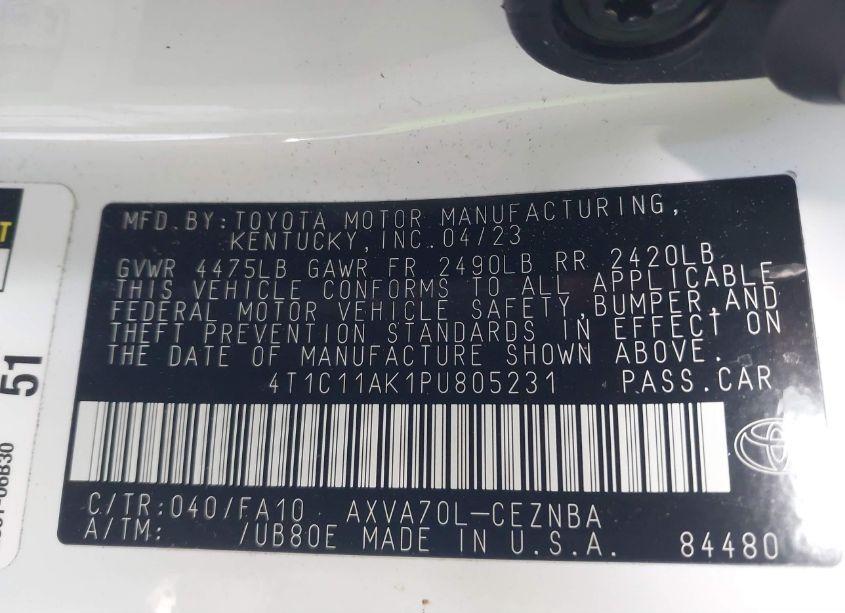 MFD.BY:TOYOTA MOTOR MANUFACTURING,
KENTUCKY,INC.04/23
GVWR 4475LB GAWR FR 2490LB RR 2420LB
THIS VEHICLE CONFORMS TO ALL APPLICABLE
FEDERAL MOTOR VEHICLE SAFETY,BUMPER,AND
THEFT PREVENTION STANDARDS IN EFFECT ON
THE DATE OF MANUFACTURE SHOWN ABOVE.
4T1C11AK1PU805231 PASS.CAR
C/TR:040/FA10 AXVA70L-CEZNBA
A/TM: /UB80E MADE IN U.S.A. 84480
51